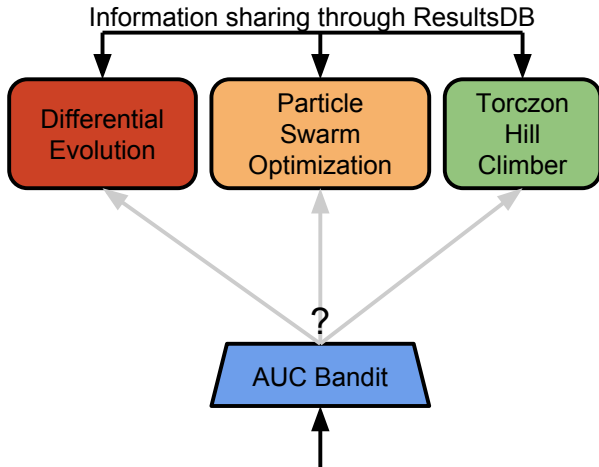 Information sharing through ResultsDB
Differential
Evolution
Particle
Swarm
Optimization
Torczon
Hill
Climber
?
AUC Bandit